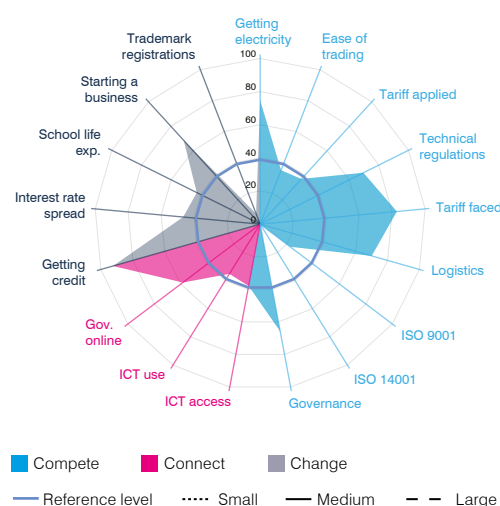 Getting
electricity
Ease of
trading
Tariff applied
Technical
regulations
Tariff faced
Logistics
ISO 9001
ISO 14001
Governance
ICT access
ICT use
Gov.
online
Getting
credit
Interest rate
spread
School life
exp.
Starting a
business
Trademark
registrations
100
80
60
40
20
0
Compete Connect Change
Reference level Small Medium Large